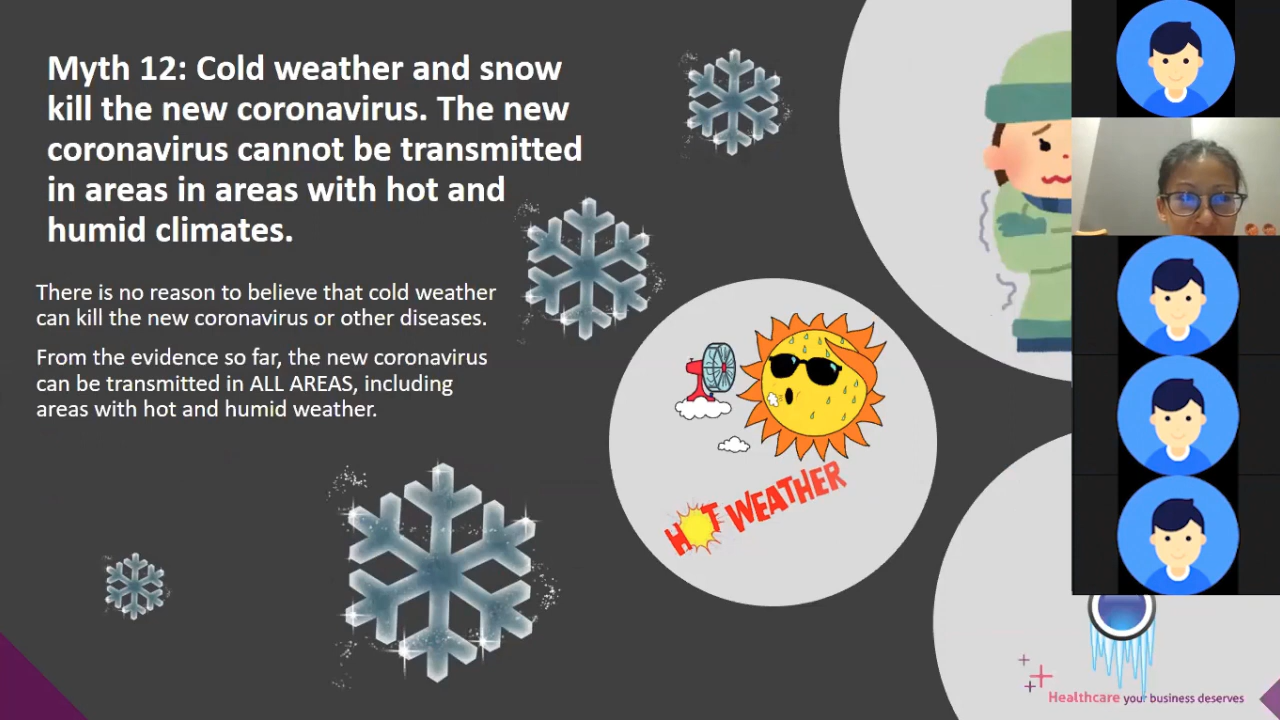 Myth 12: Cold weather and snow
kill the new coronavirus. The new
coronavirus cannot be transmitted
in areas in areas with hot and
humid climates.
There is no reason to believe that cold weather
can kill the new coronavirus or other diseases.
From the evidence so far, the new coronavirus
can be transmitted in ALL AREAS, including
areas with hot and humid weather.
HOT WEATHER
Healthcare your business deserves